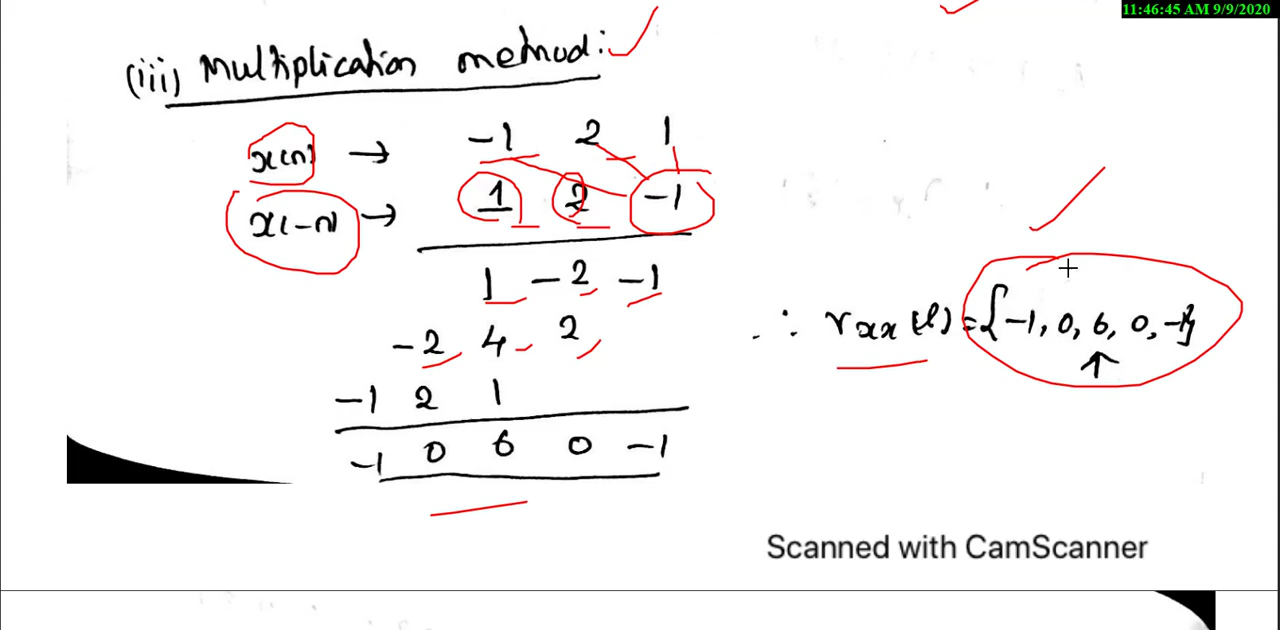 11:46:45 AM 9/9/2020
(iii) Multiplication method:
x(n) → -1 2 1
x(-n) → 1 2 -1
1 -2 -1
-2 4 2
-1 2 1
-1 0 6 0 -1
∴ rxx(l) = {-1, 0, 6, 0, -1}
↑
Scanned with CamScanner